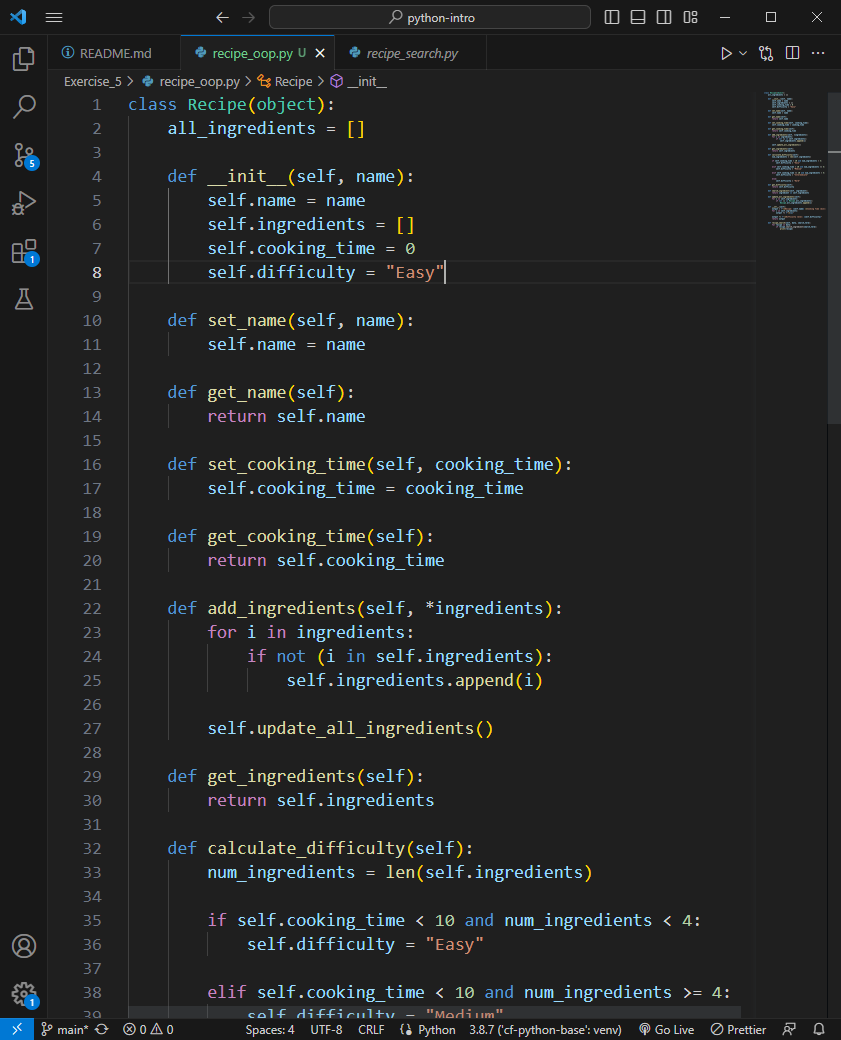 python-intro
README.md
recipe_oop.py U
recipe_search.py
Exercise_5 > recipe_oop.py > Recipe > __init__
1 class Recipe(object):
2     all_ingredients = []
3
4     def __init__(self, name):
5         self.name = name
6         self.ingredients = []
7         self.cooking_time = 0
8         self.difficulty = "Easy"
9
10     def set_name(self, name):
11         self.name = name
12
13     def get_name(self):
14         return self.name
15
16     def set_cooking_time(self, cooking_time):
17         self.cooking_time = cooking_time
18
19     def get_cooking_time(self):
20         return self.cooking_time
21
22     def add_ingredients(self, *ingredients):
23         for i in ingredients:
24             if not (i in self.ingredients):
25                 self.ingredients.append(i)
26
27         self.update_all_ingredients()
28
29     def get_ingredients(self):
30         return self.ingredients
31
32     def calculate_difficulty(self):
33         num_ingredients = len(self.ingredients)
34
35         if self.cooking_time < 10 and num_ingredients < 4:
36             self.difficulty = "Easy"
37
38         elif self.cooking_time < 10 and num_ingredients >= 4:
39             self.difficulty = "Medium"
5
1
1
main* 0 0 Spaces: 4 UTF-8 CRLF Python 3.8.7 ('cf-python-base': venv) Go Live Prettier